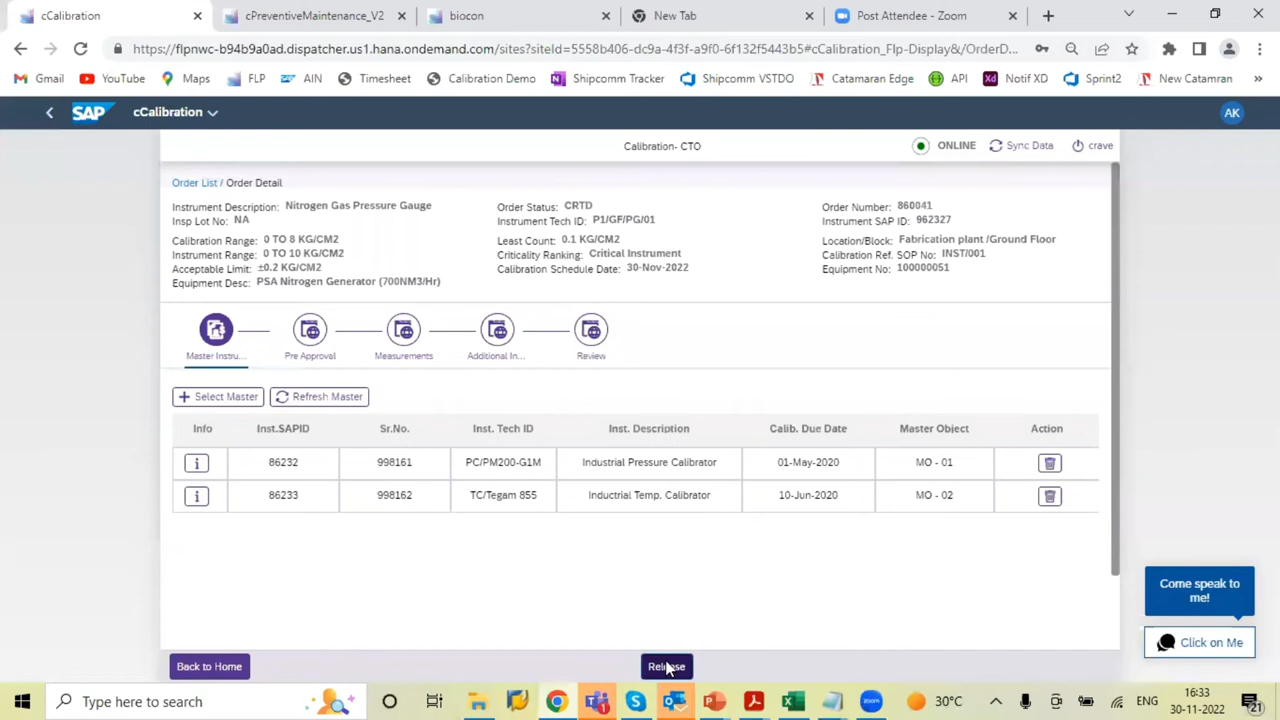 cCalibration
cPreventiveMaintenance_V2
biocon
New Tab
Post Attendee - Zoom
https://flpnwc-b94b9a0ad.dispatcher.us1.hana.ondemand.com/sites?siteId=5558b406-dc9a-4f3f-a9f0-6f132f5443b5#cCalibration_Flp-Display&/OrderD...
Gmail YouTube Maps FLP AIN Timesheet Calibration Demo Shipcomm Tracker Shipcomm VSTDO Catamaran Edge API Notif XD Sprint2 New Catamran »
SAP cCalibration AK
Calibration- CTO ONLINE Sync Data crave
Order List / Order Detail
Instrument Description: Nitrogen Gas Pressure Gauge Order Status: CRTD Order Number: 860041
Insp Lot No: NA Instrument Tech ID: P1/GF/PG/01 Instrument SAP ID: 962327
Calibration Range: 0 TO 8 KG/CM2 Least Count: 0.1 KG/CM2 Location/Block: Fabrication plant /Ground Floor
Instrument Range: 0 TO 10 KG/CM2 Criticality Ranking: Critical Instrument Calibration Ref. SOP No: INST/001
Acceptable Limit: ±0.2 KG/CM2 Calibration Schedule Date: 30-Nov-2022 Equipment No: 100000051
Equipment Desc: PSA Nitrogen Generator (700NM3/Hr)
Master Instru... Pre Approval Measurements Additional In... Review
Select Master Refresh Master
Info Inst.SAPID Sr.No. Inst. Tech ID Inst. Description Calib. Due Date Master Object Action
i 86232 998161 PC/PM200-G1M Industrial Pressure Calibrator 01-May-2020 MO - 01
i 86233 998162 TC/Tegam 855 Inductrial Temp. Calibrator 10-Jun-2020 MO - 02
Come speak to
me!
Click on Me
Back to Home Release
Type here to search
30°C ENG 16:33
30-11-2022 21